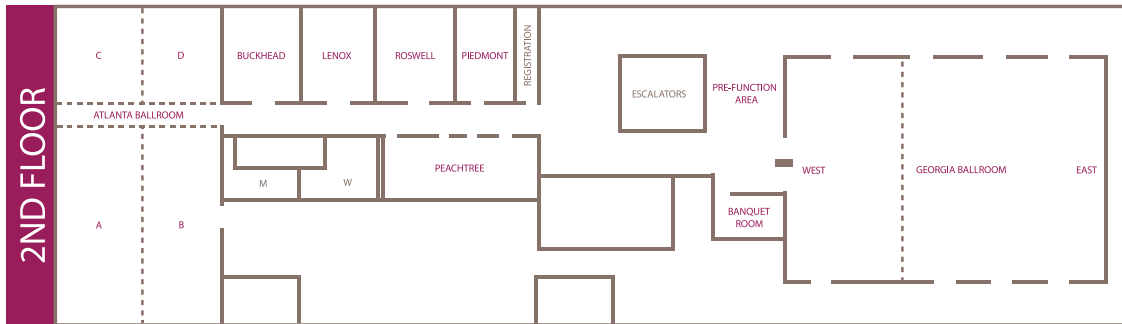 2ND FLOOR
C
D
BUCKHEAD
LENOX
ROSWELL
PIEDMONT
REGISTRATION
ATLANTA BALLROOM
A
B
M
W
PEACHTREE
ESCALATORS
PRE-FUNCTION
AREA
WEST
GEORGIA BALLROOM
EAST
BANQUET
ROOM